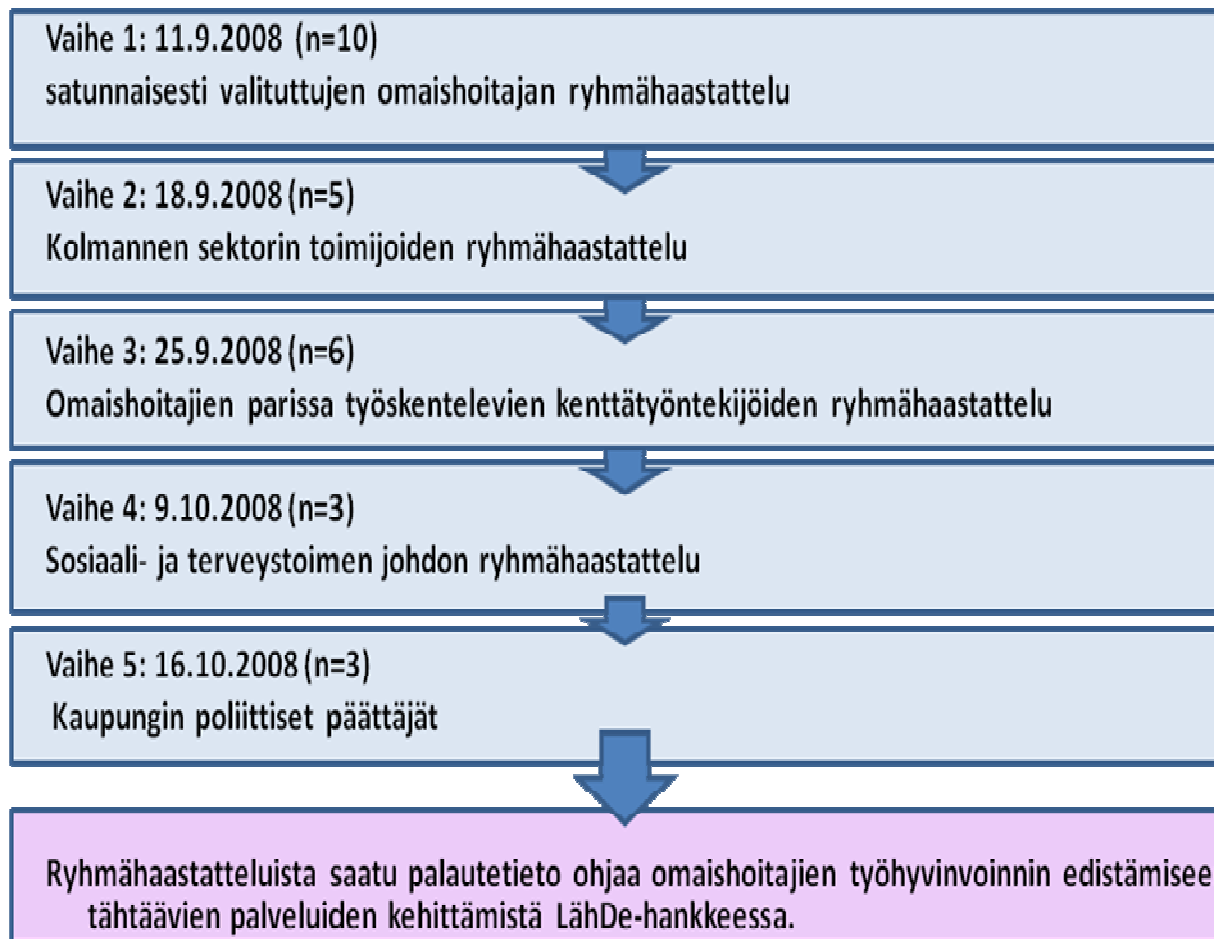 Vaihe 1: 11.9.2008 (n=10)
satunnaisesti valituttujen omaishoitajan ryhmähaastattelu
Vaihe 2: 18.9.2008 (n=5)
Kolmannen sektorin toimijoiden ryhmähaastattelu
Vaihe 3: 25.9.2008 (n=6)
Omaishoitajien parissa työskentelevien kenttätyöntekijöiden ryhmähaastattelu
Vaihe 4: 9.10.2008 (n=3)
Sosiaali- ja terveystoimen johdon ryhmähaastattelu
Vaihe 5: 16.10.2008 (n=3)
Kaupungin poliittiset päättäjät
Ryhmähaastatteluista saatu palautetieto ohjaa omaishoitajien työhyvinvoinnin edistämisee
tähtäävien palveluiden kehittämistä LähDe-hankkeessa.